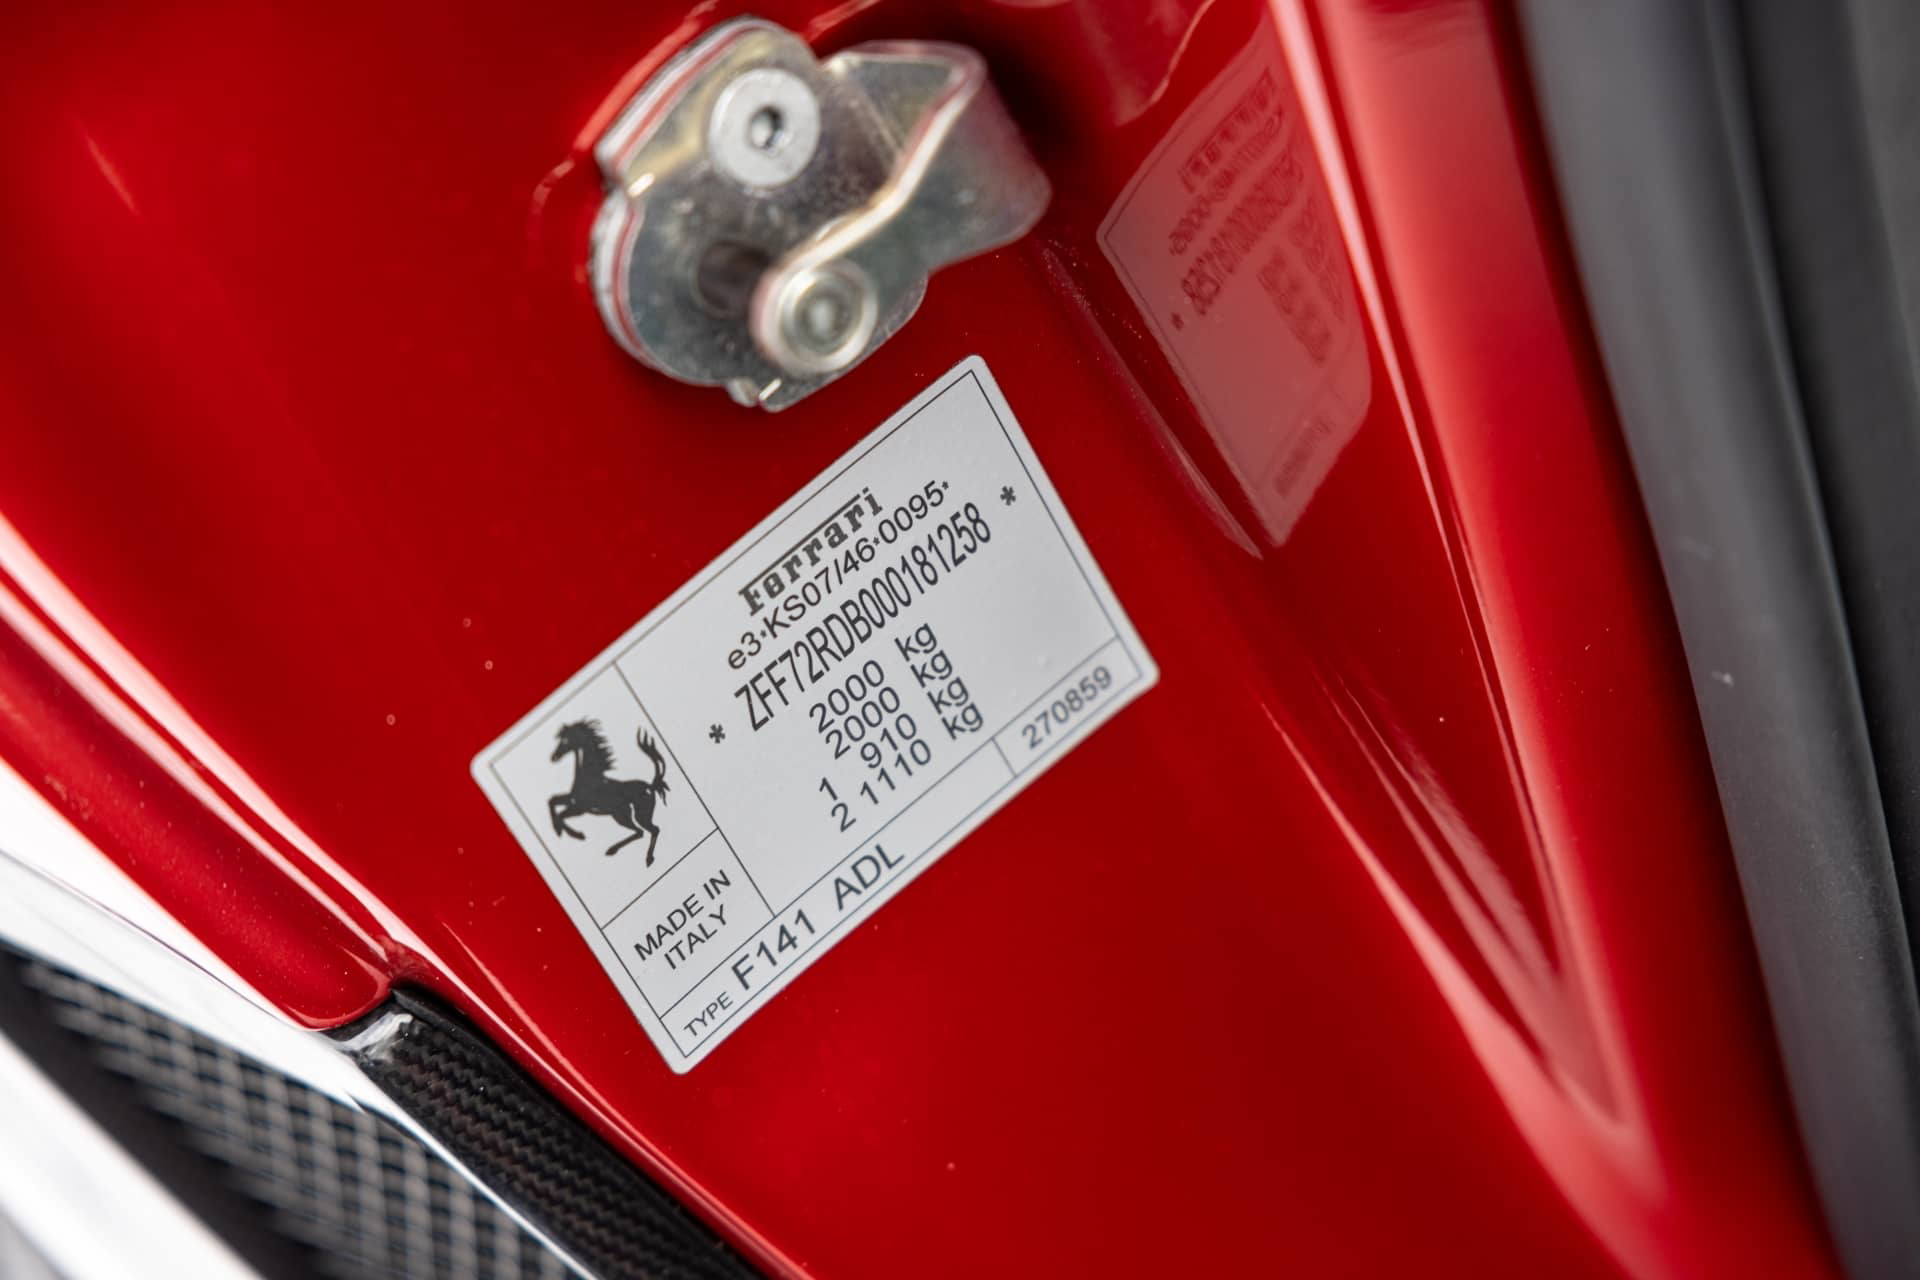 Ferrari
e3*KS07/46*0095*
* ZFF72RDB000181258 *
2000 kg
2000 kg
1 910 kg
2 1110 kg
MADE IN
ITALY
TYPE F141 ADL
270859